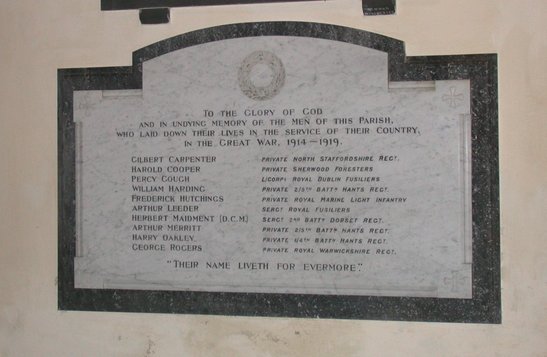 To the Glory of God
and in undying memory of the men of this Parish,
who laid down their lives in the service of their Country,
in the Great War, 1914–1919.
Gilbert Carpenter Private North Staffordshire Regt.
Harold Cooper Private Sherwood Foresters
Percy Gough L/Corpl Royal Dublin Fusiliers
William Harding Private 2/5th Battn Hants Regt.
Frederick Hutchings Private Royal Marine Light Infantry
Arthur Leeder Sergt Royal Fusiliers
Herbert Maidment [D.C.M] Sergt 2nd Battn Dorset Regt.
Arthur Merritt Private 2/5th Battn Hants Regt.
Harry Oakley Private 1/4th Battn Hants Regt.
George Rogers Private Royal Warwickshire Regt.
"Their name liveth for evermore".